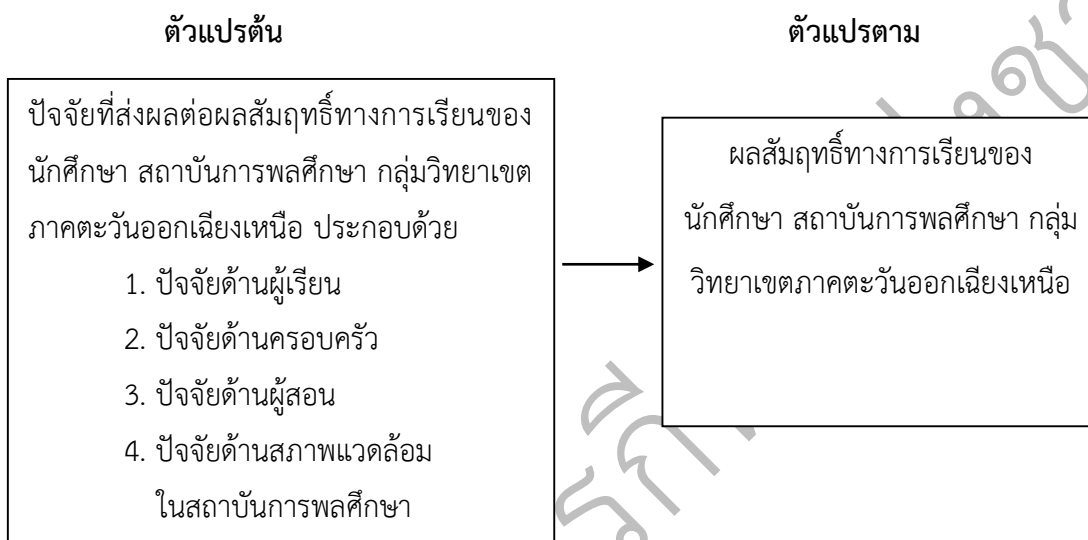 ตัวแปรต้น
ตัวแปรตาม
ปัจจัยที่ส่งผลต่อผลสัมฤทธิ์ทางการเรียนของ
นักศึกษา สถาบันการพลศึกษา กลุ่มวิทยาเขต
ภาคตะวันออกเฉียงเหนือ ประกอบด้วย
1. ปัจจัยด้านผู้เรียน
2. ปัจจัยด้านครอบครัว
3. ปัจจัยด้านผู้สอน
4. ปัจจัยด้านสภาพแวดล้อม
ในสถาบันการพลศึกษา
ผลสัมฤทธิ์ทางการเรียนของ
นักศึกษา สถาบันการพลศึกษา กลุ่ม
วิทยาเขตภาคตะวันออกเฉียงเหนือ